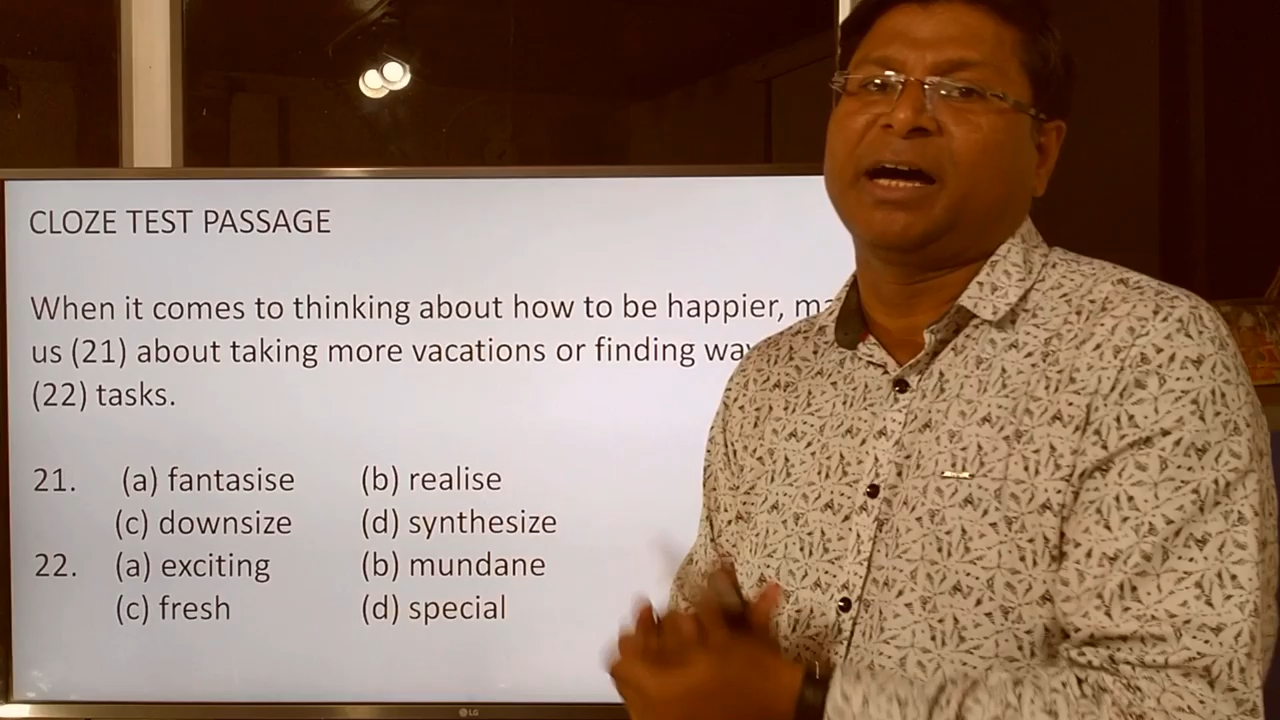 CLOZE TEST PASSAGE
When it comes to thinking about how to be happier,
us (21) about taking more vacations or finding
(22) tasks.
21. (a) fantasise (b) realise
(c) downsize (d) synthesize
22. (a) exciting (b) mundane
(c) fresh (d) special
LG